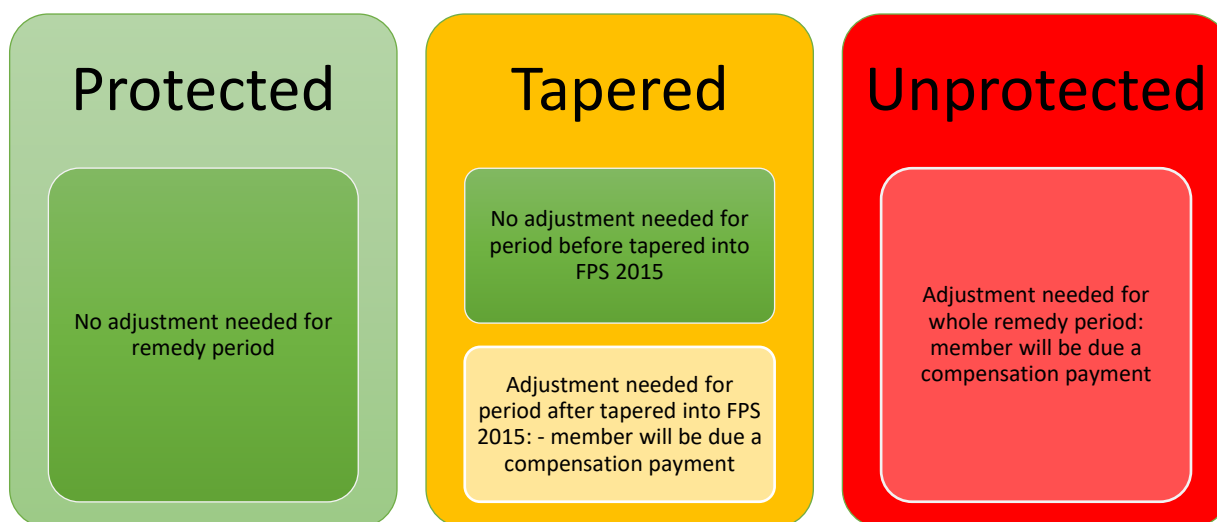 Protected
No adjustment needed for
remedy period
Tapered
No adjustment needed for
period before tapered into
FPS 2015
Adjustment needed for
period after tapered into FPS
2015: - member will be due a
compensation payment
Unprotected
Adjustment needed for
whole remedy period:
member will be due a
compensation payment